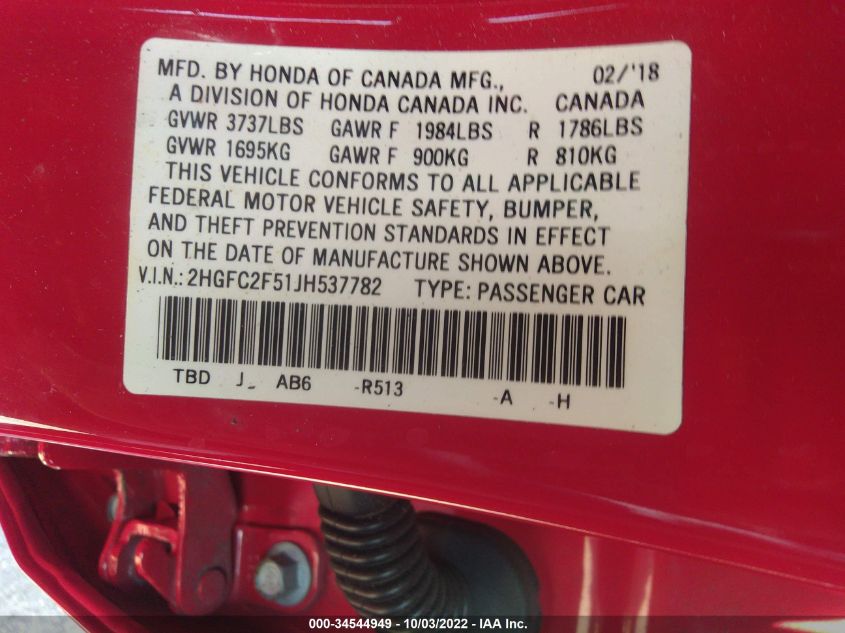 MFD. BY HONDA OF CANADA MFG., 02/'18
A DIVISION OF HONDA CANADA INC. CANADA
GVWR 3737LBS GAWR F 1984LBS R 1786LBS
GVWR 1695KG GAWR F 900KG R 810KG
THIS VEHICLE CONFORMS TO ALL APPLICABLE
FEDERAL MOTOR VEHICLE SAFETY, BUMPER,
AND THEFT PREVENTION STANDARDS IN EFFECT
ON THE DATE OF MANUFACTURE SHOWN ABOVE.
V.I.N.: 2HGFC2F51JH537782 TYPE: PASSENGER CAR
TBD J_ AB6 -R513 -A -H
000-34544949 - 10/03/2022 - IAA Inc.